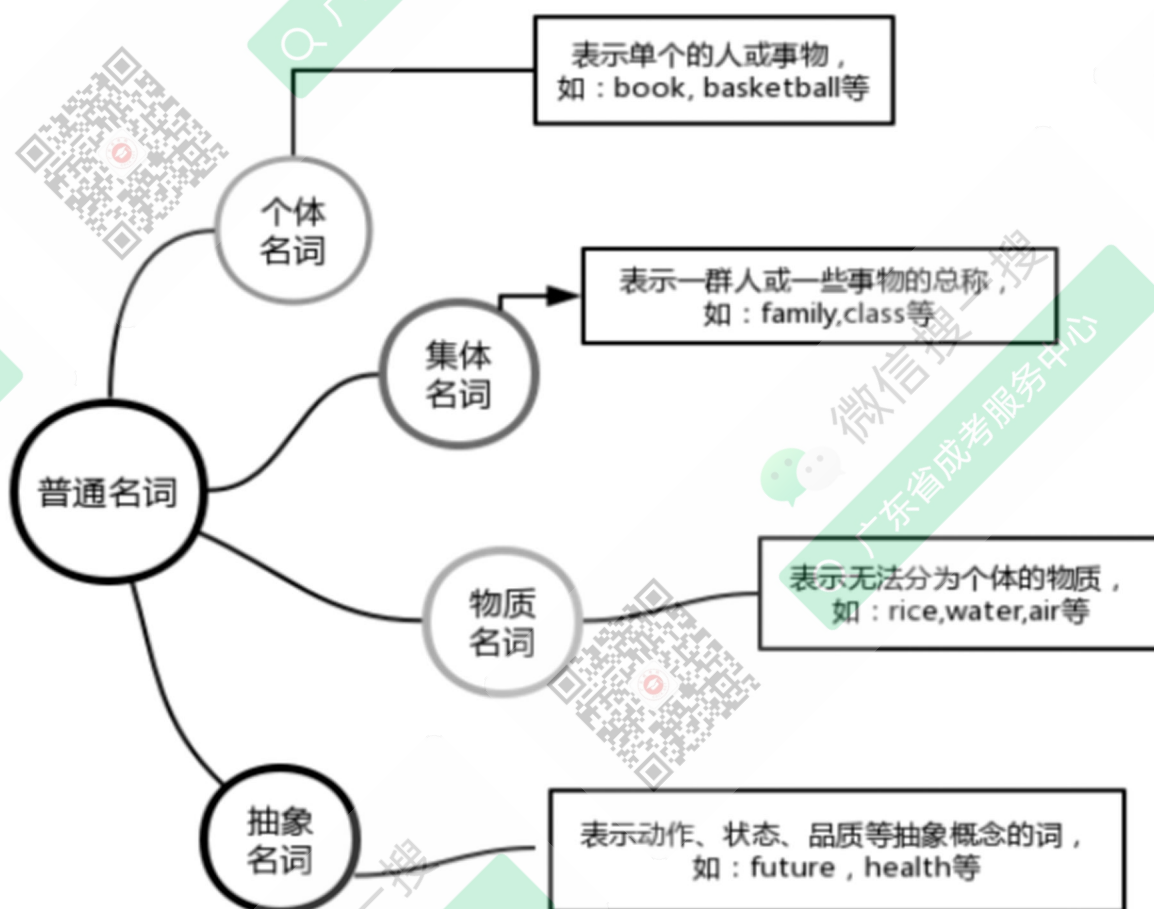 表示单个的人或事物，
如：book, basketball等
个体
名词
表示一群人或一些事物的总称，
如：family,class等
集体
名词
微信搜一搜
广东省成考服务中心
普通名词
表示无法分为个体的物质，
如：rice,water,air等
物质
名词
抽象
名词
表示动作、状态、品质等抽象概念的词，
如：future，health等
一搜
广